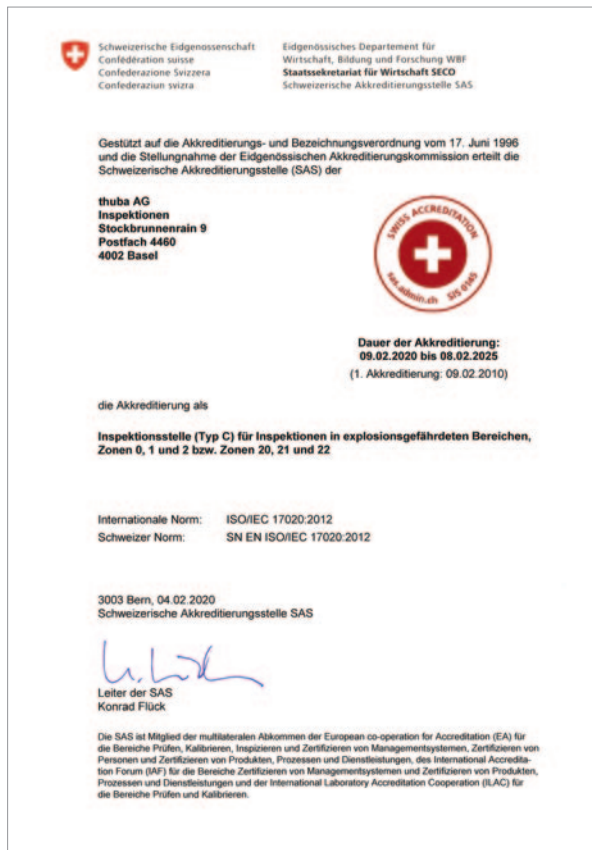 Schweizerische Eidgenossenschaft
Confédération suisse
Confederazione Svizzera
Confederaziun svizra
Eidgenössisches Departement für
Wirtschaft, Bildung und Forschung WBF
Staatssekretariat für Wirtschaft SECO
Schweizerische Akkreditierungsstelle SAS
Gestützt auf die Akkreditierungs- und Bezeichnungsverordnung vom 17. Juni 1996
und die Stellungnahme der Eidgenössischen Akkreditierungskommission erteilt die
Schweizerische Akkreditierungsstelle (SAS) der
thuba AG
Inspektionen
Stockbrunnenrain 9
Postfach 4460
4002 Basel
SWISS ACCREDITATION
sas.admin.ch SIS 0145
Dauer der Akkreditierung:
09.02.2020 bis 08.02.2025
(1. Akkreditierung: 09.02.2010)
die Akkreditierung als
Inspektionsstelle (Typ C) für Inspektionen in explosionsgefährdeten Bereichen,
Zonen 0, 1 und 2 bzw. Zonen 20, 21 und 22
Internationale Norm: ISO/IEC 17020:2012
Schweizer Norm: SN EN ISO/IEC 17020:2012
3003 Bern, 04.02.2020
Schweizerische Akkreditierungsstelle SAS
Leiter der SAS
Konrad Flück
Die SAS ist Mitglied der multilateralen Abkommen der European co-operation for Accreditation (EA) für
die Bereiche Prüfen, Kalibrieren, Inspizieren und Zertifizieren von Managementsystemen, Zertifizieren von
Personen und Zertifizieren von Produkten, Prozessen und Dienstleistungen, des International Accredita-
tion Forum (IAF) für die Bereiche Zertifizieren von Managementsystemen und Zertifizieren von Produkten,
Prozessen und Dienstleistungen und der International Laboratory Accreditation Cooperation (ILAC) für
die Bereiche Prüfen und Kalibrieren.